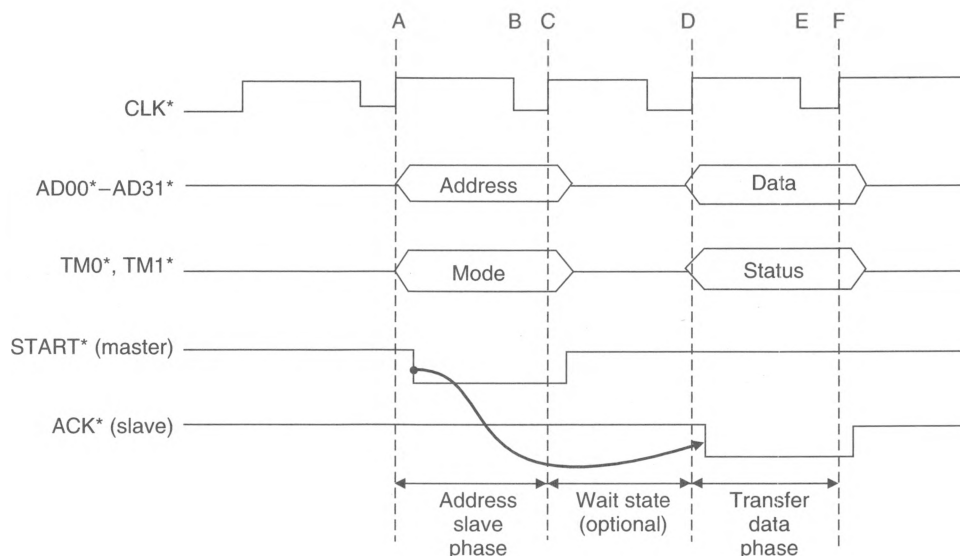 A B C D E F
CLK*
AD00*–AD31*
Address
Data
TM0*, TM1*
Mode
Status
START* (master)
ACK* (slave)
Address
slave
phase
Wait state
(optional)
Transfer
data
phase